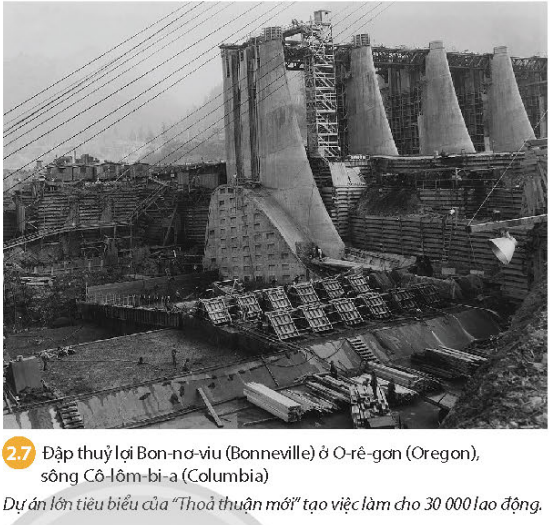 2.7 Đập thuỷ lợi Bon-nơ-viu (Bonneville) ở O-rê-gơn (Oregon),
sông Cô-lôm-bi-a (Columbia)
Dự án lớn tiêu biểu của “Thoả thuận mới” tạo việc làm cho 30 000 lao động.